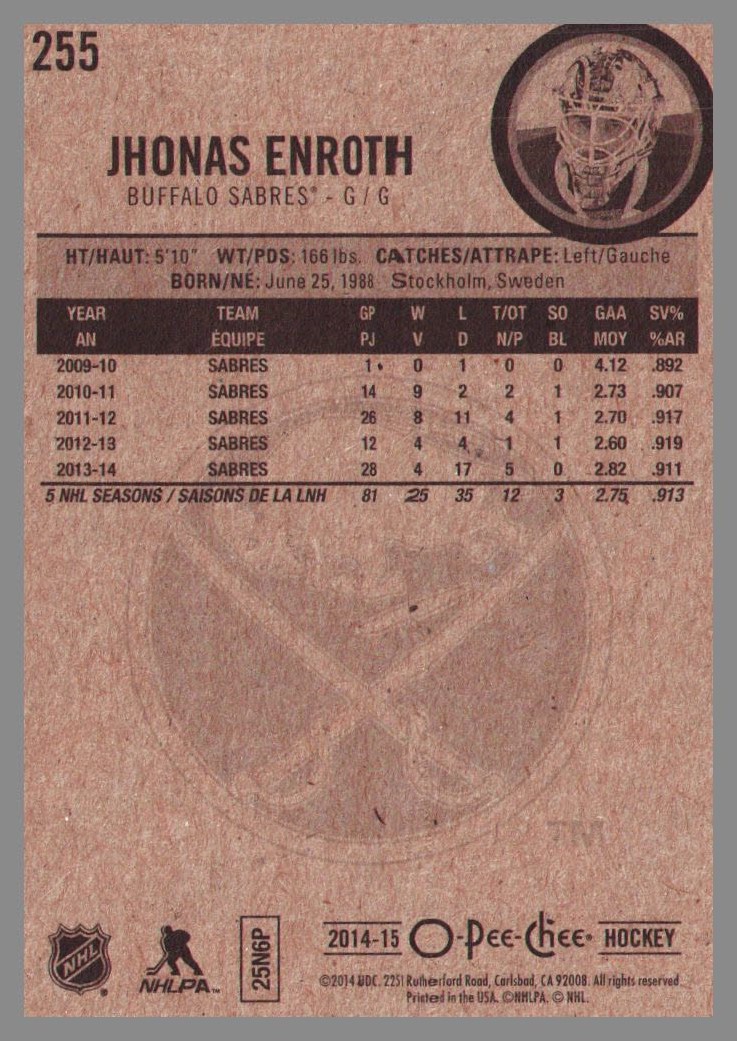 255
JHONAS ENROTH
BUFFALO SABRES® - G / G
HT/HAUT: 5'10" WT/PDS: 166 lbs. CATCHES/ATTRAPE: Left/Gauche
BORN/NÉ: June 25, 1988 Stockholm, Sweden
YEAR TEAM GP W L T/OT SO GAA SV%
AN ÉQUIPE PJ V D N/P BL MOY %AR
2009-10 SABRES 1 0 1 0 0 4.12 .892
2010-11 SABRES 14 9 2 2 1 2.73 .907
2011-12 SABRES 26 8 11 4 1 2.70 .917
2012-13 SABRES 12 4 4 1 1 2.60 .919
2013-14 SABRES 28 4 17 5 0 2.82 .911
5 NHL SEASONS / SAISONS DE LA LNH 81 25 35 12 3 2.75 .913
TM
NHL ®
NHLPA™
25N6P
2014-15 O-Pee-Chee® HOCKEY
©2014 UDC. 2251 Rutherford Road, Carlsbad, CA 92008. All rights reserved.
Printed in the USA. ©NHLPA. © NHL.